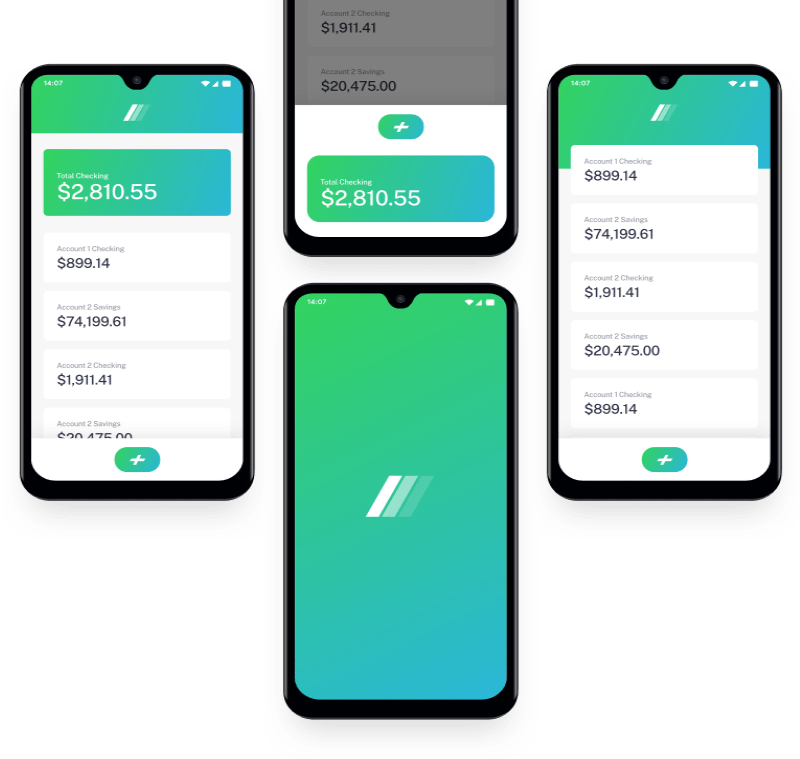 14:07
Total Checking
$2,810.55
Account 1 Checking
$899.14
Account 2 Savings
$74,199.61
Account 2 Checking
$1,911.41
Account 2 Savings
$20,475.00
Account 2 Checking
$1,911.41
Account 2 Savings
$20,475.00
Total Checking
$2,810.55
14:07
14:07
Account 1 Checking
$899.14
Account 2 Savings
$74,199.61
Account 2 Checking
$1,911.41
Account 2 Savings
$20,475.00
Account 1 Checking
$899.14